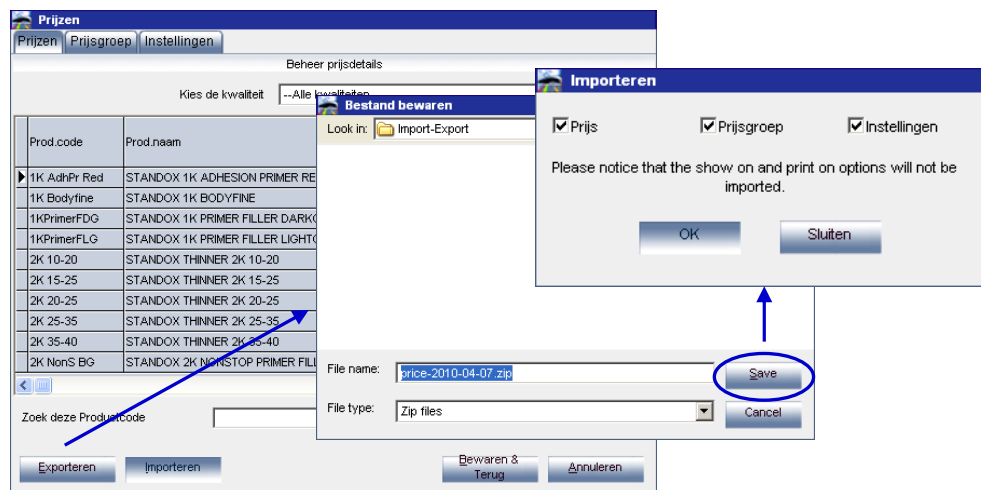 Prijzen
Prijzen Prijsgroep Instellingen
Beheer prijsdetails
Kies de kwaliteit --Alle kwaliteiten
Prod.code Prod.naam
1K AdhPr Red STANDOX 1K ADHESION PRIMER RE
1K Bodyfine STANDOX 1K BODYFINE
1KPrimerFDG STANDOX 1K PRIMER FILLER DARKG
1KPrimerFLG STANDOX 1K PRIMER FILLER LIGHTG
2K 10-20 STANDOX THINNER 2K 10-20
2K 15-25 STANDOX THINNER 2K 15-25
2K 20-25 STANDOX THINNER 2K 20-25
2K 25-35 STANDOX THINNER 2K 25-35
2K 35-40 STANDOX THINNER 2K 35-40
2K NonS BG STANDOX 2K NONSTOP PRIMER FILL
Zoek deze Productcode
Exporteren Importeren Bewaren & Terug Annuleren
Bestand bewaren
Look in: Import-Export
File name: price-2010-04-07.zip Save
File type: Zip files Cancel
Importeren
Prijs Prijsgroep Instellingen
Please notice that the show on and print on options will not be
imported.
OK Sluiten